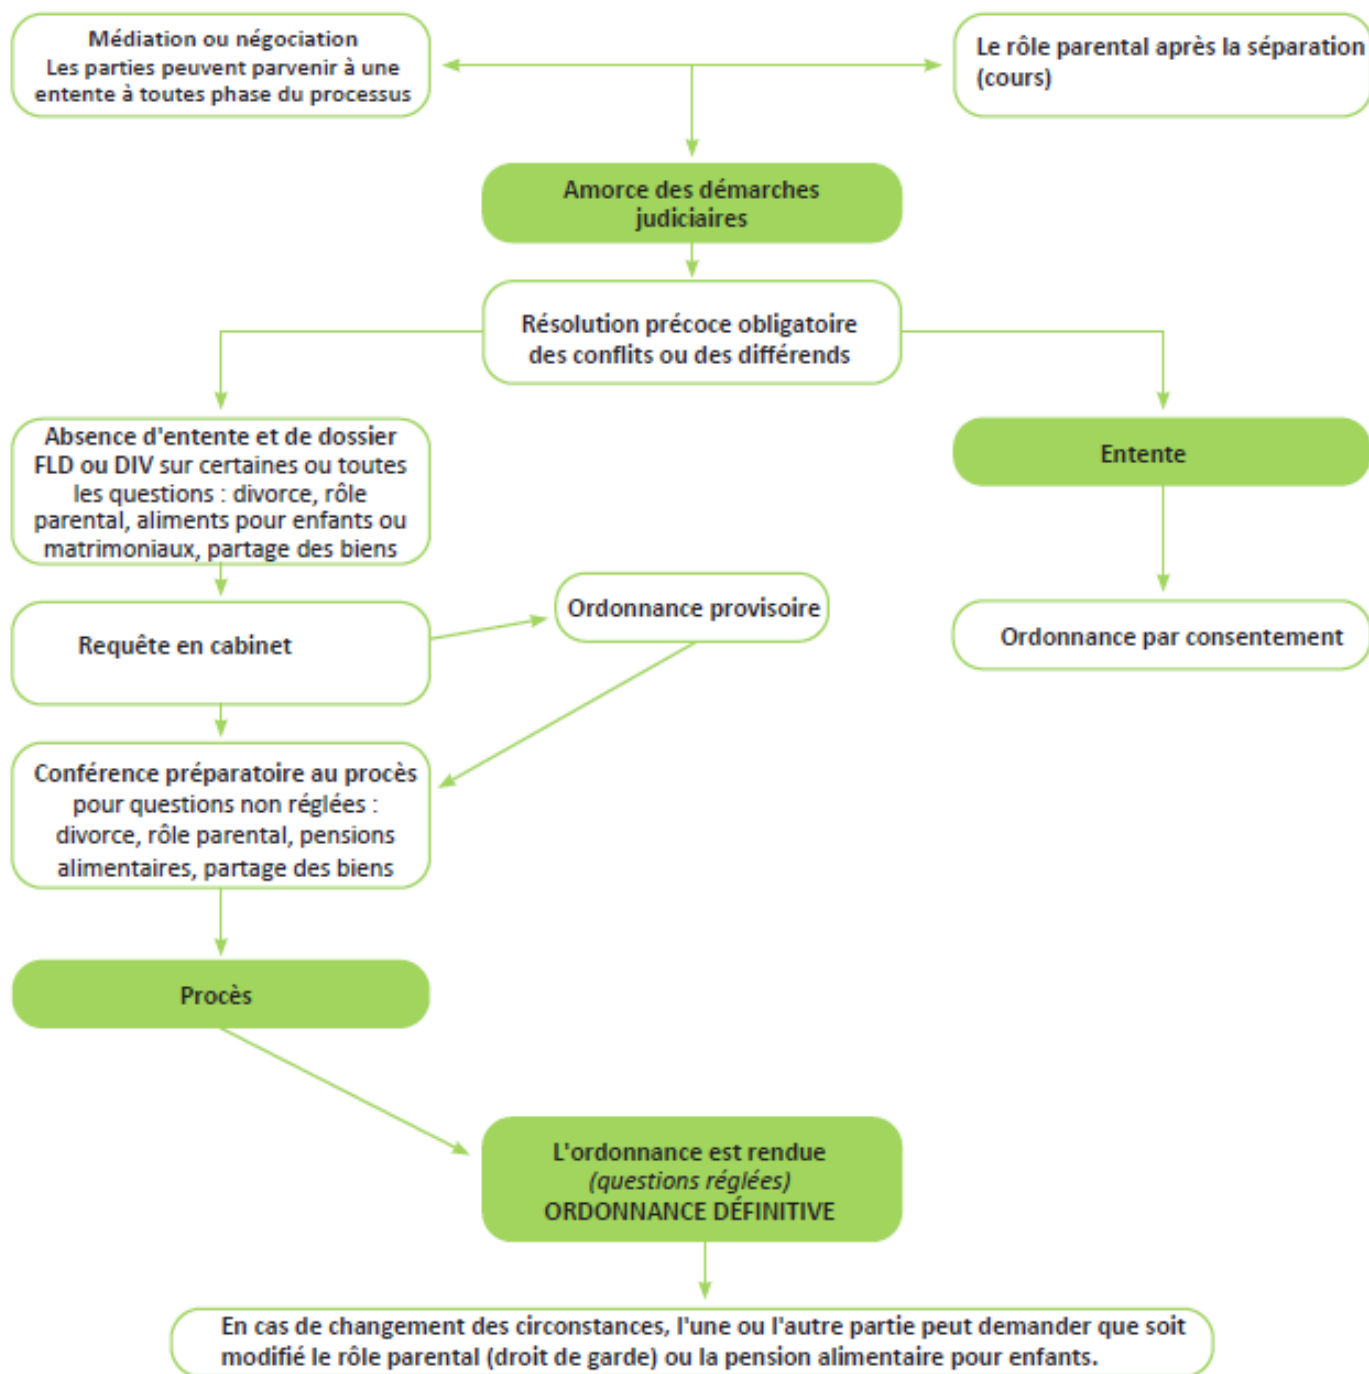 Médiation ou négociation
Les parties peuvent parvenir à une
entente à toutes phase du processus
Le rôle parental après la séparation
(cours)
Amorce des démarches
judiciaires
Résolution précoce obligatoire
des conflits ou des différends
Absence d'entente et de dossier
FLD ou DIV sur certaines ou toutes
les questions : divorce, rôle
parental, aliments pour enfants ou
matrimoniaux, partage des biens
Entente
Requête en cabinet
Ordonnance provisoire
Ordonnance par consentement
Conférence préparatoire au procès
pour questions non réglées :
divorce, rôle parental, pensions
alimentaires, partage des biens
Procès
L'ordonnance est rendue
(questions réglées)
ORDONNANCE DÉFINITIVE
En cas de changement des circonstances, l'une ou l'autre partie peut demander que soit
modifié le rôle parental (droit de garde) ou la pension alimentaire pour enfants.